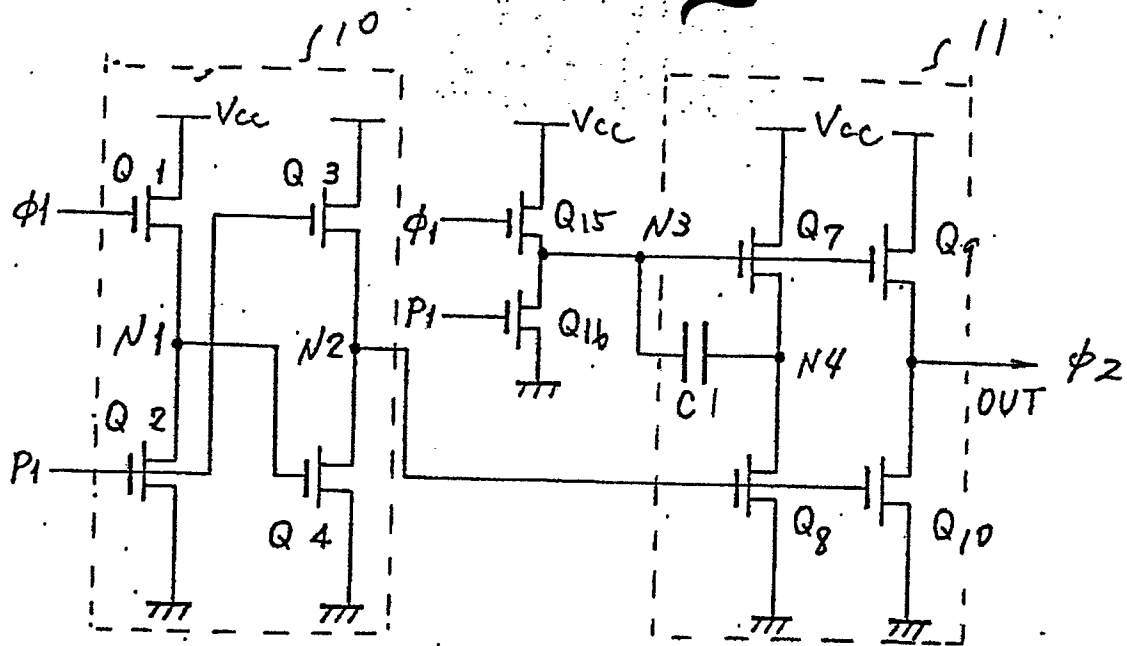 10
11
Vcc
Vcc
Vcc
Q 1
Q 3
φ1
φ1
Q15
N3
Q7
Q9
P1
Q16
N1
N2
N4
φ2
C1
OUT
Q 2
P1
Q 4
Q8
Q10